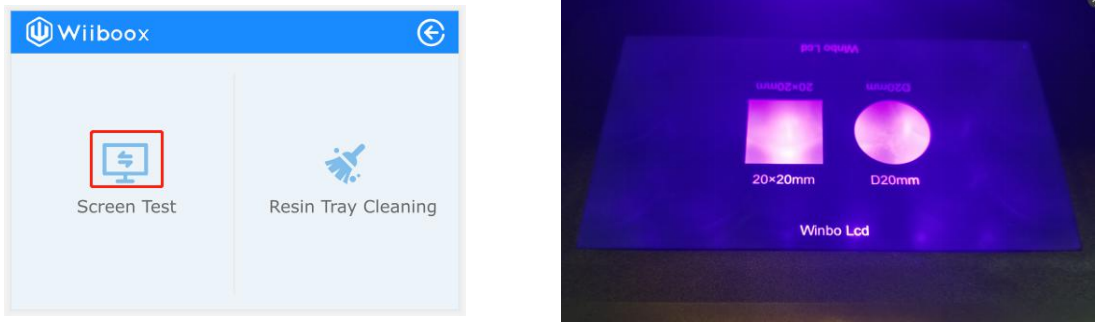 Wiiboox
Screen Test
Resin Tray Cleaning
Winbo Lcd
20×20mm
D20mm
20×20mm
D20mm
Winbo Lcd